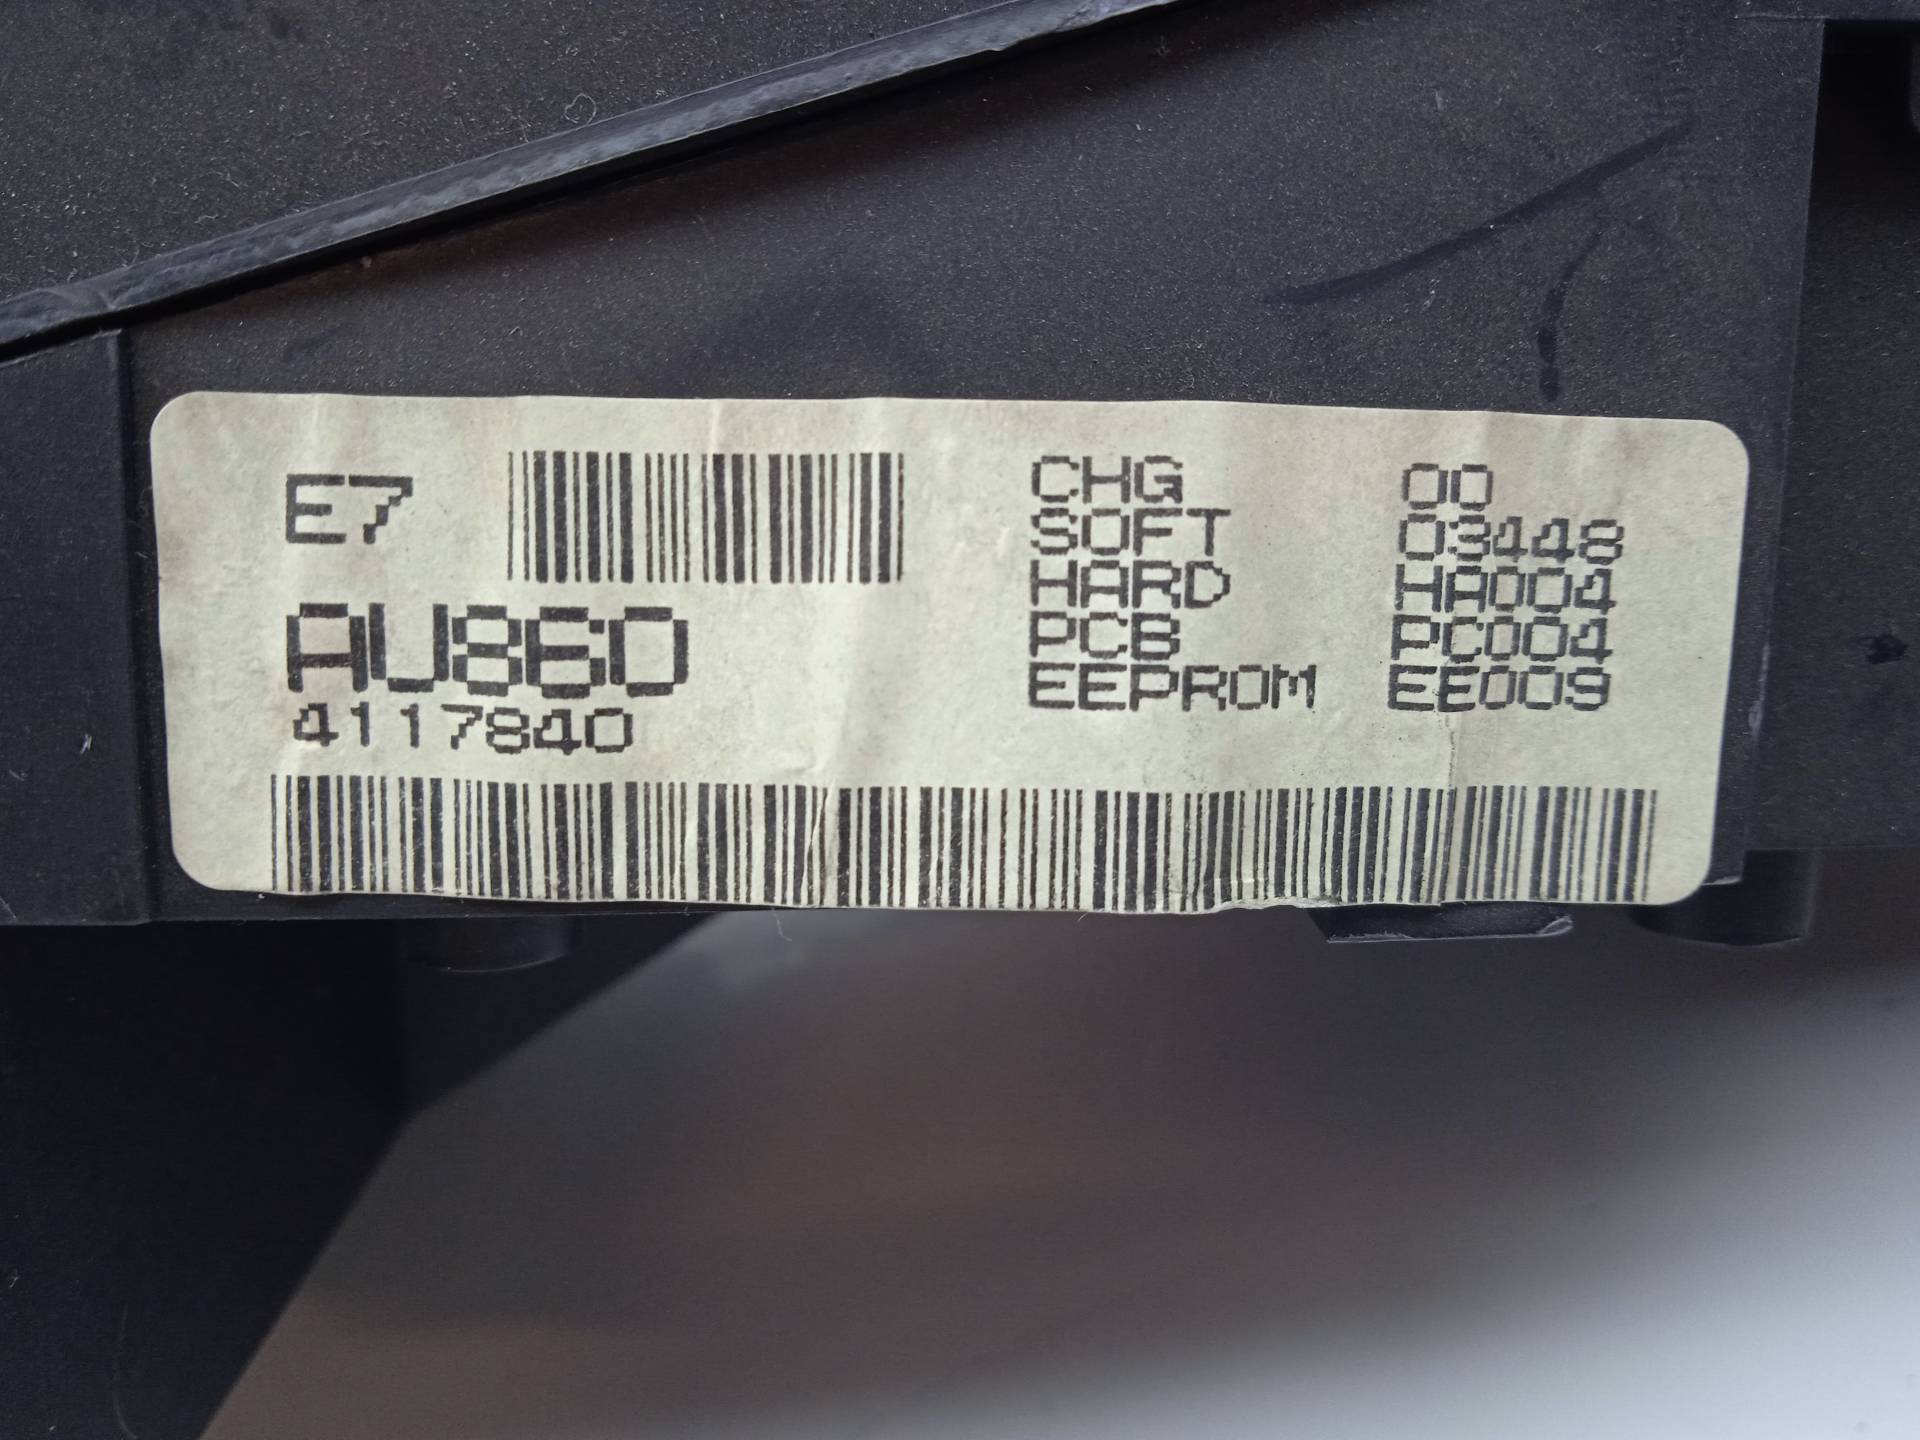 E7
AU860
4117840
CHG 00
SOFT 03448
HARD HA004
PCB PC004
EEPROM EE009